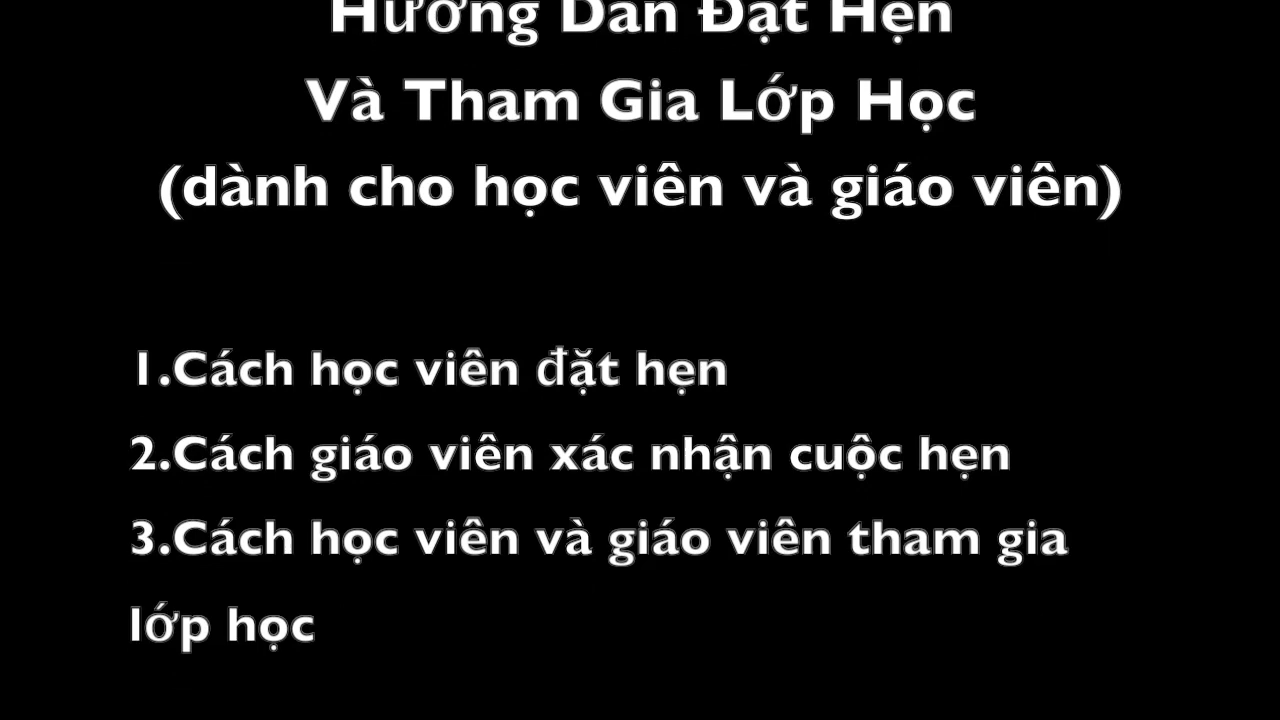 Hướng Dẫn Đặt Hẹn
Và Tham Gia Lớp Học
(dành cho học viên và giáo viên)
1.Cách học viên đặt hẹn
2.Cách giáo viên xác nhận cuộc hẹn
3.Cách học viên và giáo viên tham gia
lớp học